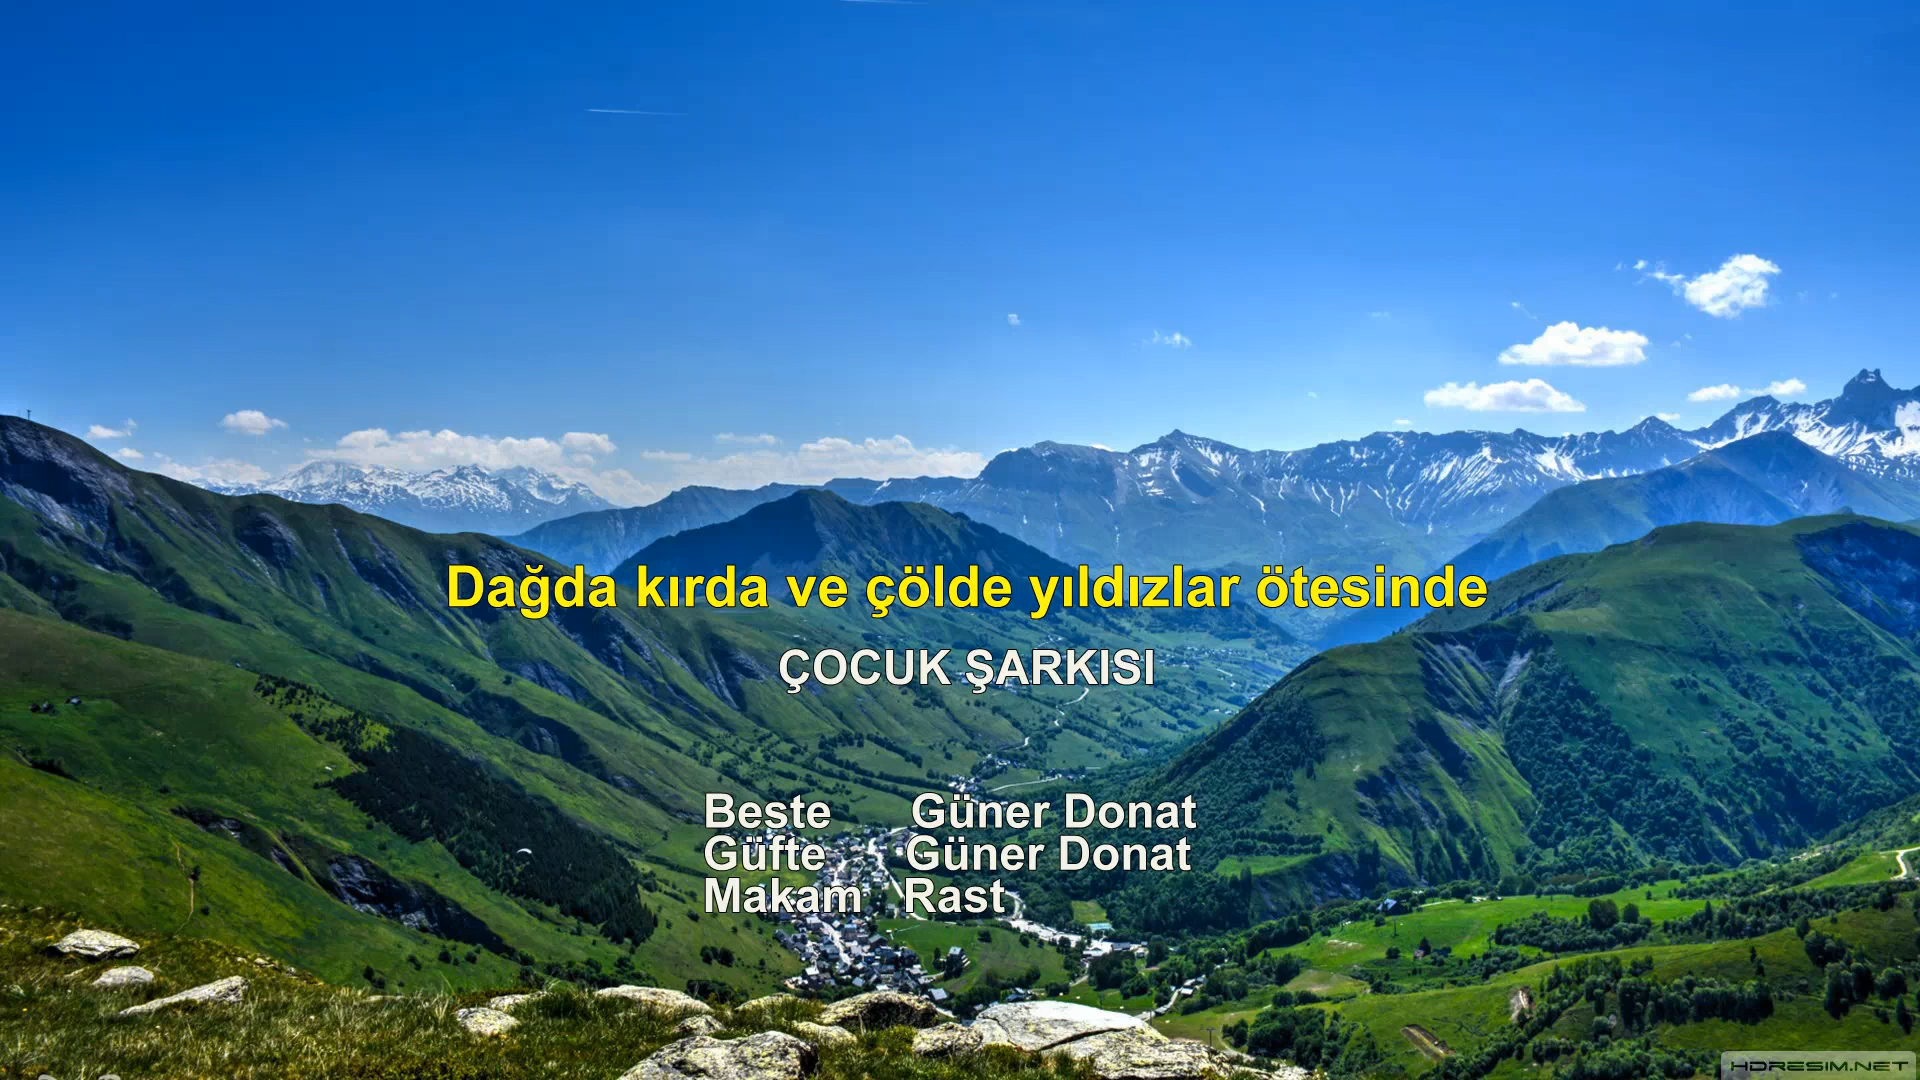 Dağda kırda ve çölde yıldızlar ötesinde
ÇOCUK ŞARKISI
Beste Güner Donat
Güfte Güner Donat
Makam Rast
HDRESIM.NET